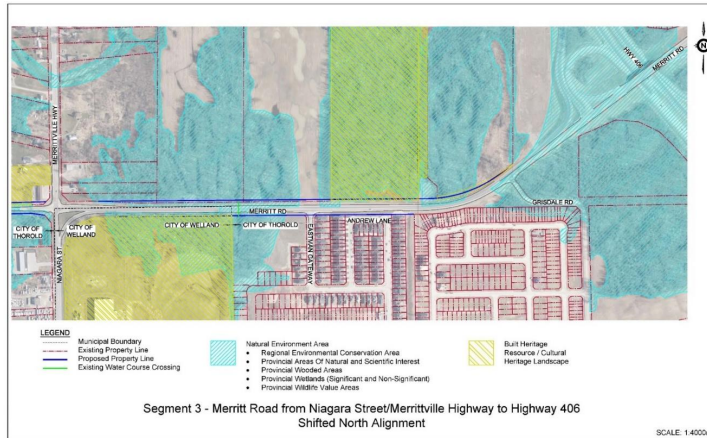 N
HWY 406
MERRITT RD
MERRITTVILLE HWY
MERRITT RD
GRISDALE RD
ANDREW LANE
CITY OF WELLAND
CITY OF THOROLD
CITY OF THOROLD
CITY OF WELLAND
EASTMAN GATEWAY
NIAGARA ST
LEGEND
Municipal Boundary
Existing Property Line
Proposed Property Line
Existing Water Course Crossing
Natural Environment Area
• Regional Environmental Conservation Area
• Provincial Areas Of Natural and Scientific Interest
• Provincial Wooded Areas
• Provincial Wetlands (Significant and Non-Significant)
• Provincial Wildlife Value Areas
Built Heritage
Resource / Cultural
Heritage Landscape
Segment 3 - Merritt Road from Niagara Street/Merrittville Highway to Highway 406
Shifted North Alignment
SCALE: 1:4000